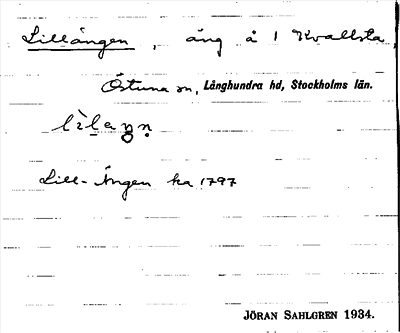 Lillängen, äng å 1 Kvallsta,
Östuna sn, Långhundra hd, Stockholms län.
Lill-Ängen ka 1797
JÖRAN SAHLGREN 1934.